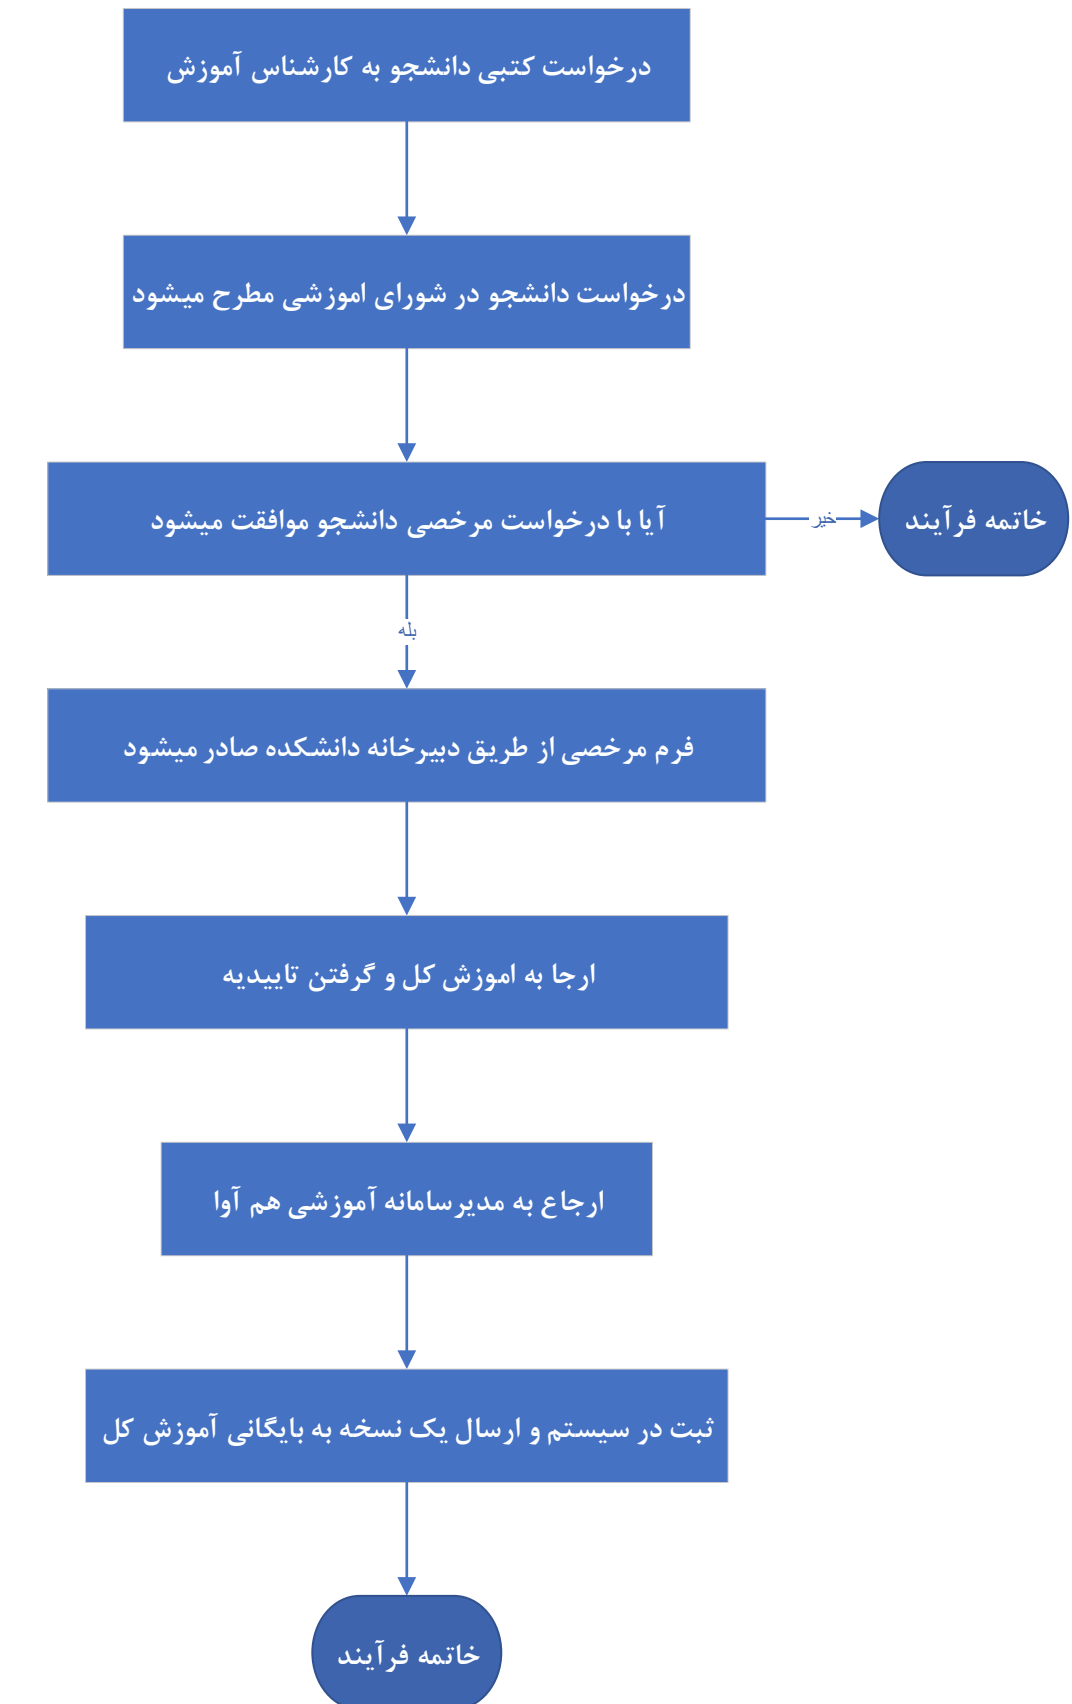 درخواست کتبی دانشجو به کارشناس آموزش
درخواست دانشجو در شورای اموزشی مطرح میشود
آیا با درخواست مرخصی دانشجو موافقت میشود
خیر
خاتمه فرآیند
بله
فرم مرخصی از طریق دبیرخانه دانشکده صادر میشود
ارجا به اموزش کل و گرفتن تاییدیه
ارجاع به مدیرسامانه آموزشی هم آوا
ثبت در سیستم و ارسال یک نسخه به بایگانی آموزش کل
خاتمه فرآیند